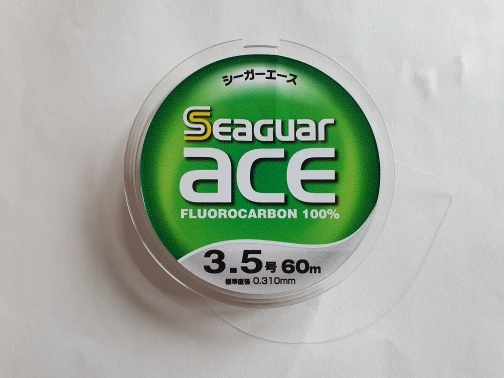 シーガーエース
Seaguar
ace
FLUOROCARBON 100%
3.5号 60m
標準直径 0.310mm